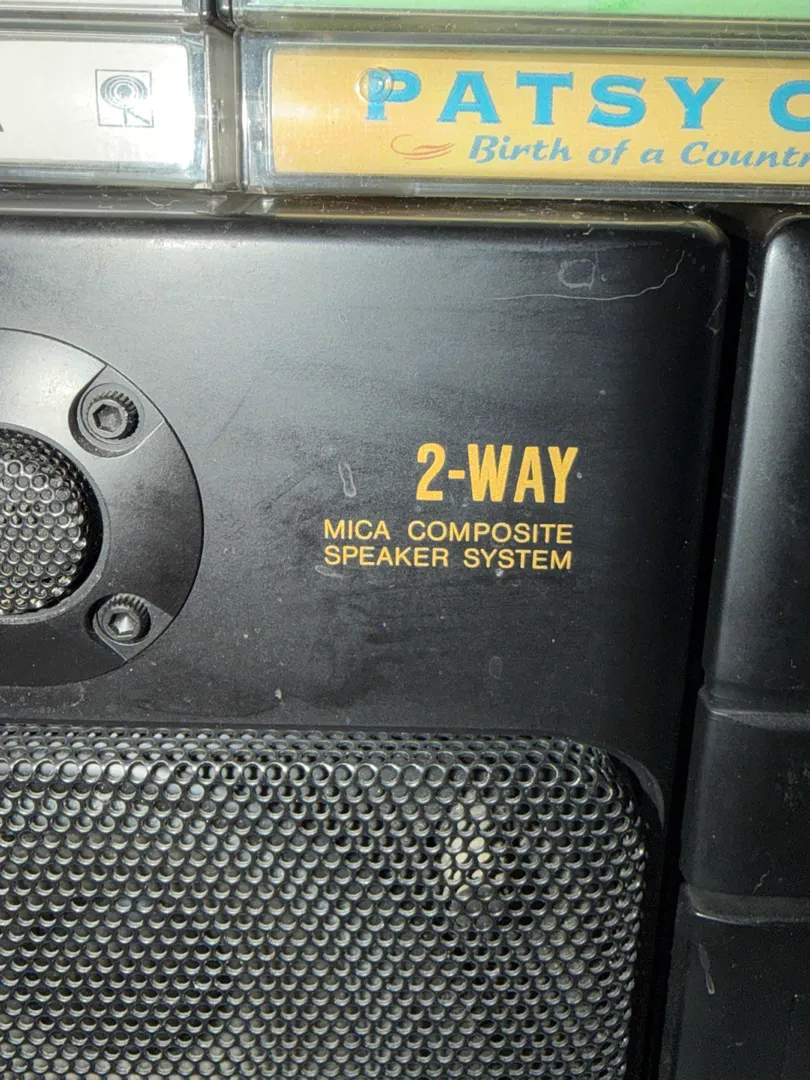 PATSY C
Birth of a Countr
2-WAY
MICA COMPOSITE
SPEAKER SYSTEM